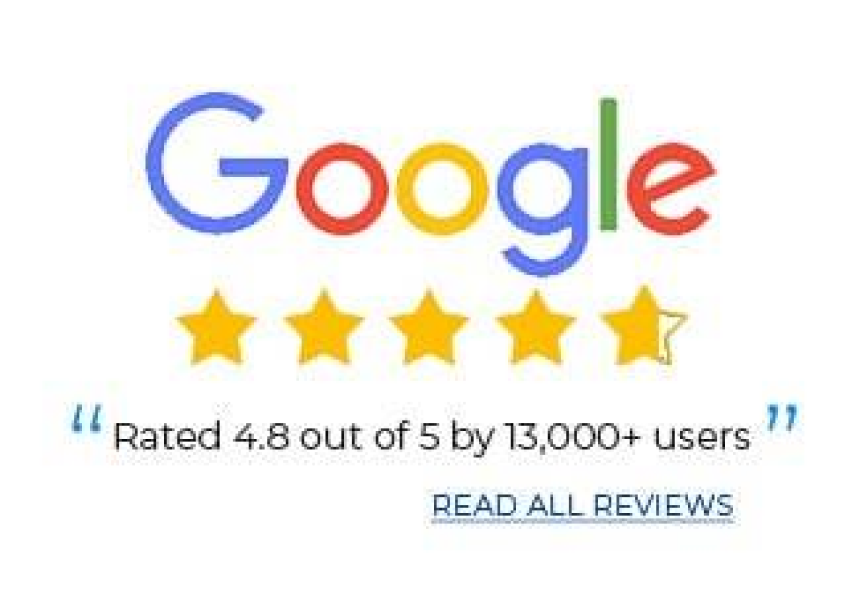 Google
“ Rated 4.8 out of 5 by 13,000+ users ”
READ ALL REVIEWS